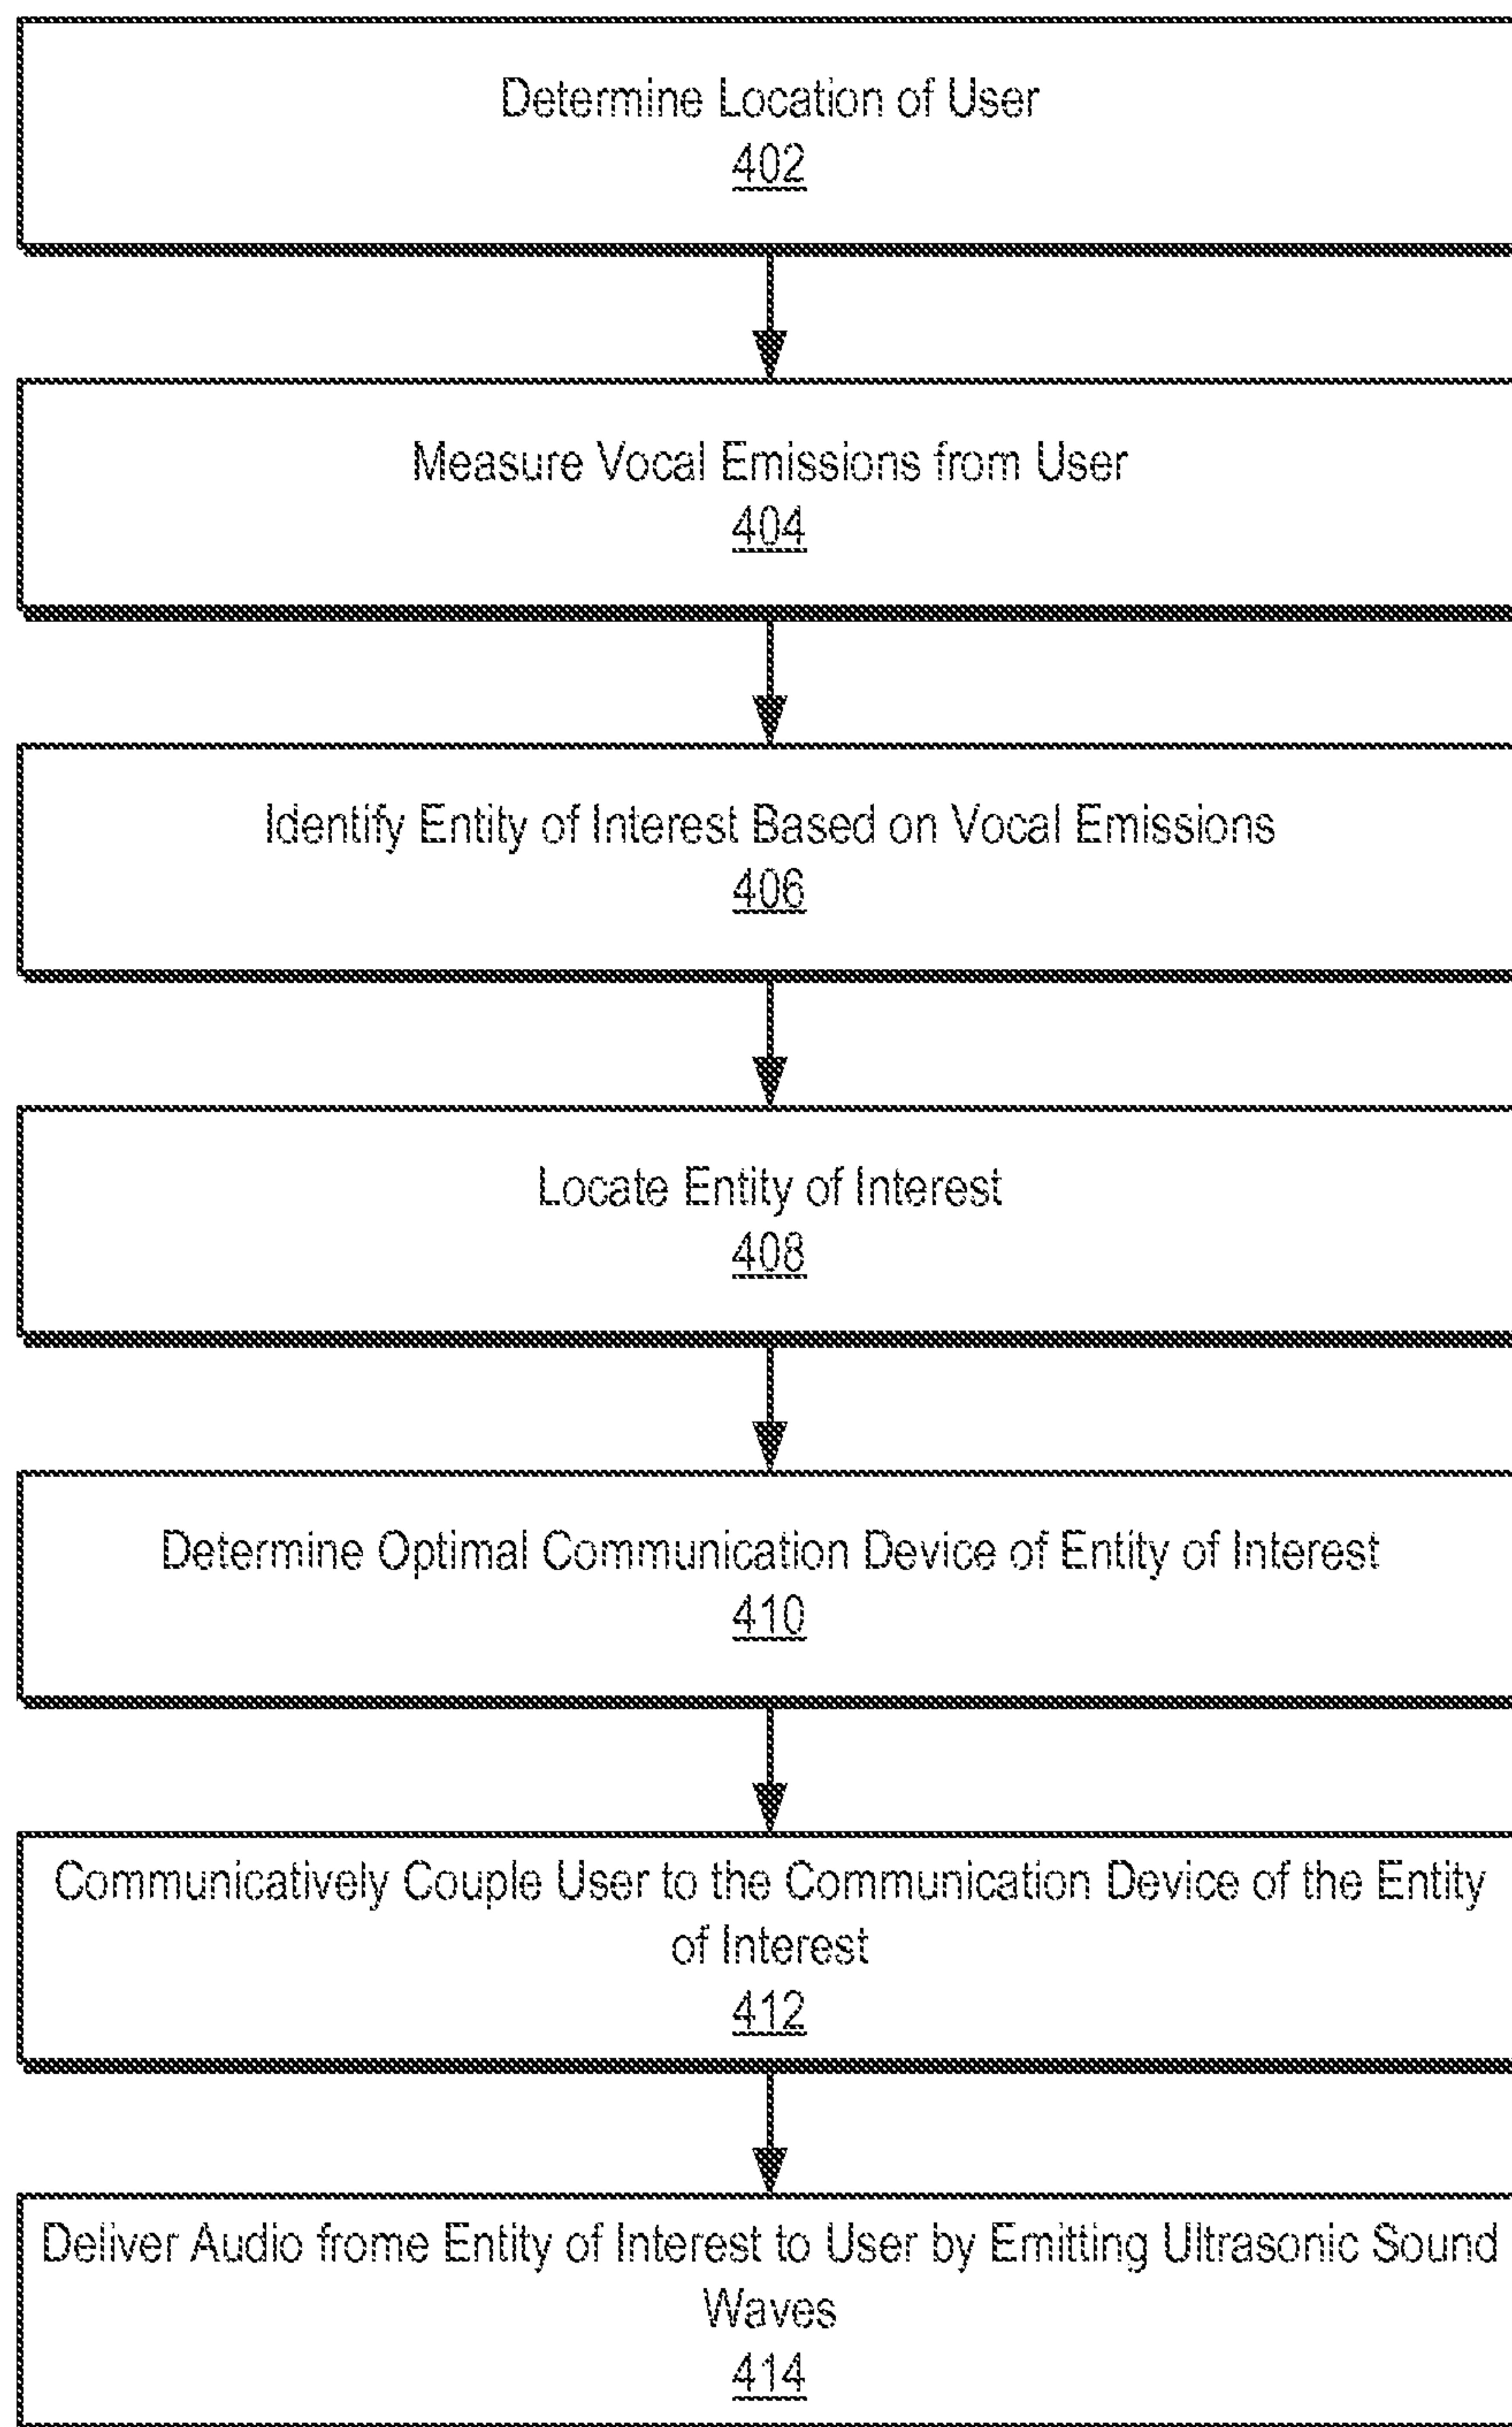 Determine Location of User
402
Measure Vocal Emissions from User
404
Identify Entity of Interest Based on Vocal Emissions
406
Locate Entity of Interest
408
Determine Optimal Communication Device of Entity of Interest
410
Communicatively Couple User to the Communication Device of the Entity
of Interest
412
Deliver Audio frome Entity of Interest to User by Emitting Ultrasonic Sound
Waves
414